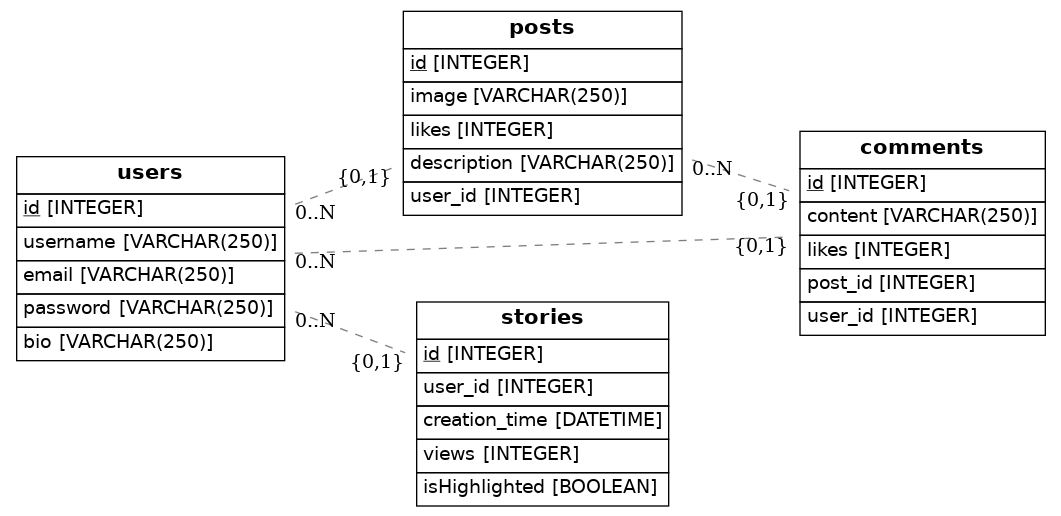 posts
id [INTEGER]
image [VARCHAR(250)]
likes [INTEGER]
description [VARCHAR(250)]
user_id [INTEGER]
users
id [INTEGER]
username [VARCHAR(250)]
email [VARCHAR(250)]
password [VARCHAR(250)]
bio [VARCHAR(250)]
{0,1}
0..N
0..N
{0,1}
0..N
{0,1}
0..N
{0,1}
comments
id [INTEGER]
content [VARCHAR(250)]
likes [INTEGER]
post_id [INTEGER]
user_id [INTEGER]
stories
id [INTEGER]
user_id [INTEGER]
creation_time [DATETIME]
views [INTEGER]
isHighlighted [BOOLEAN]